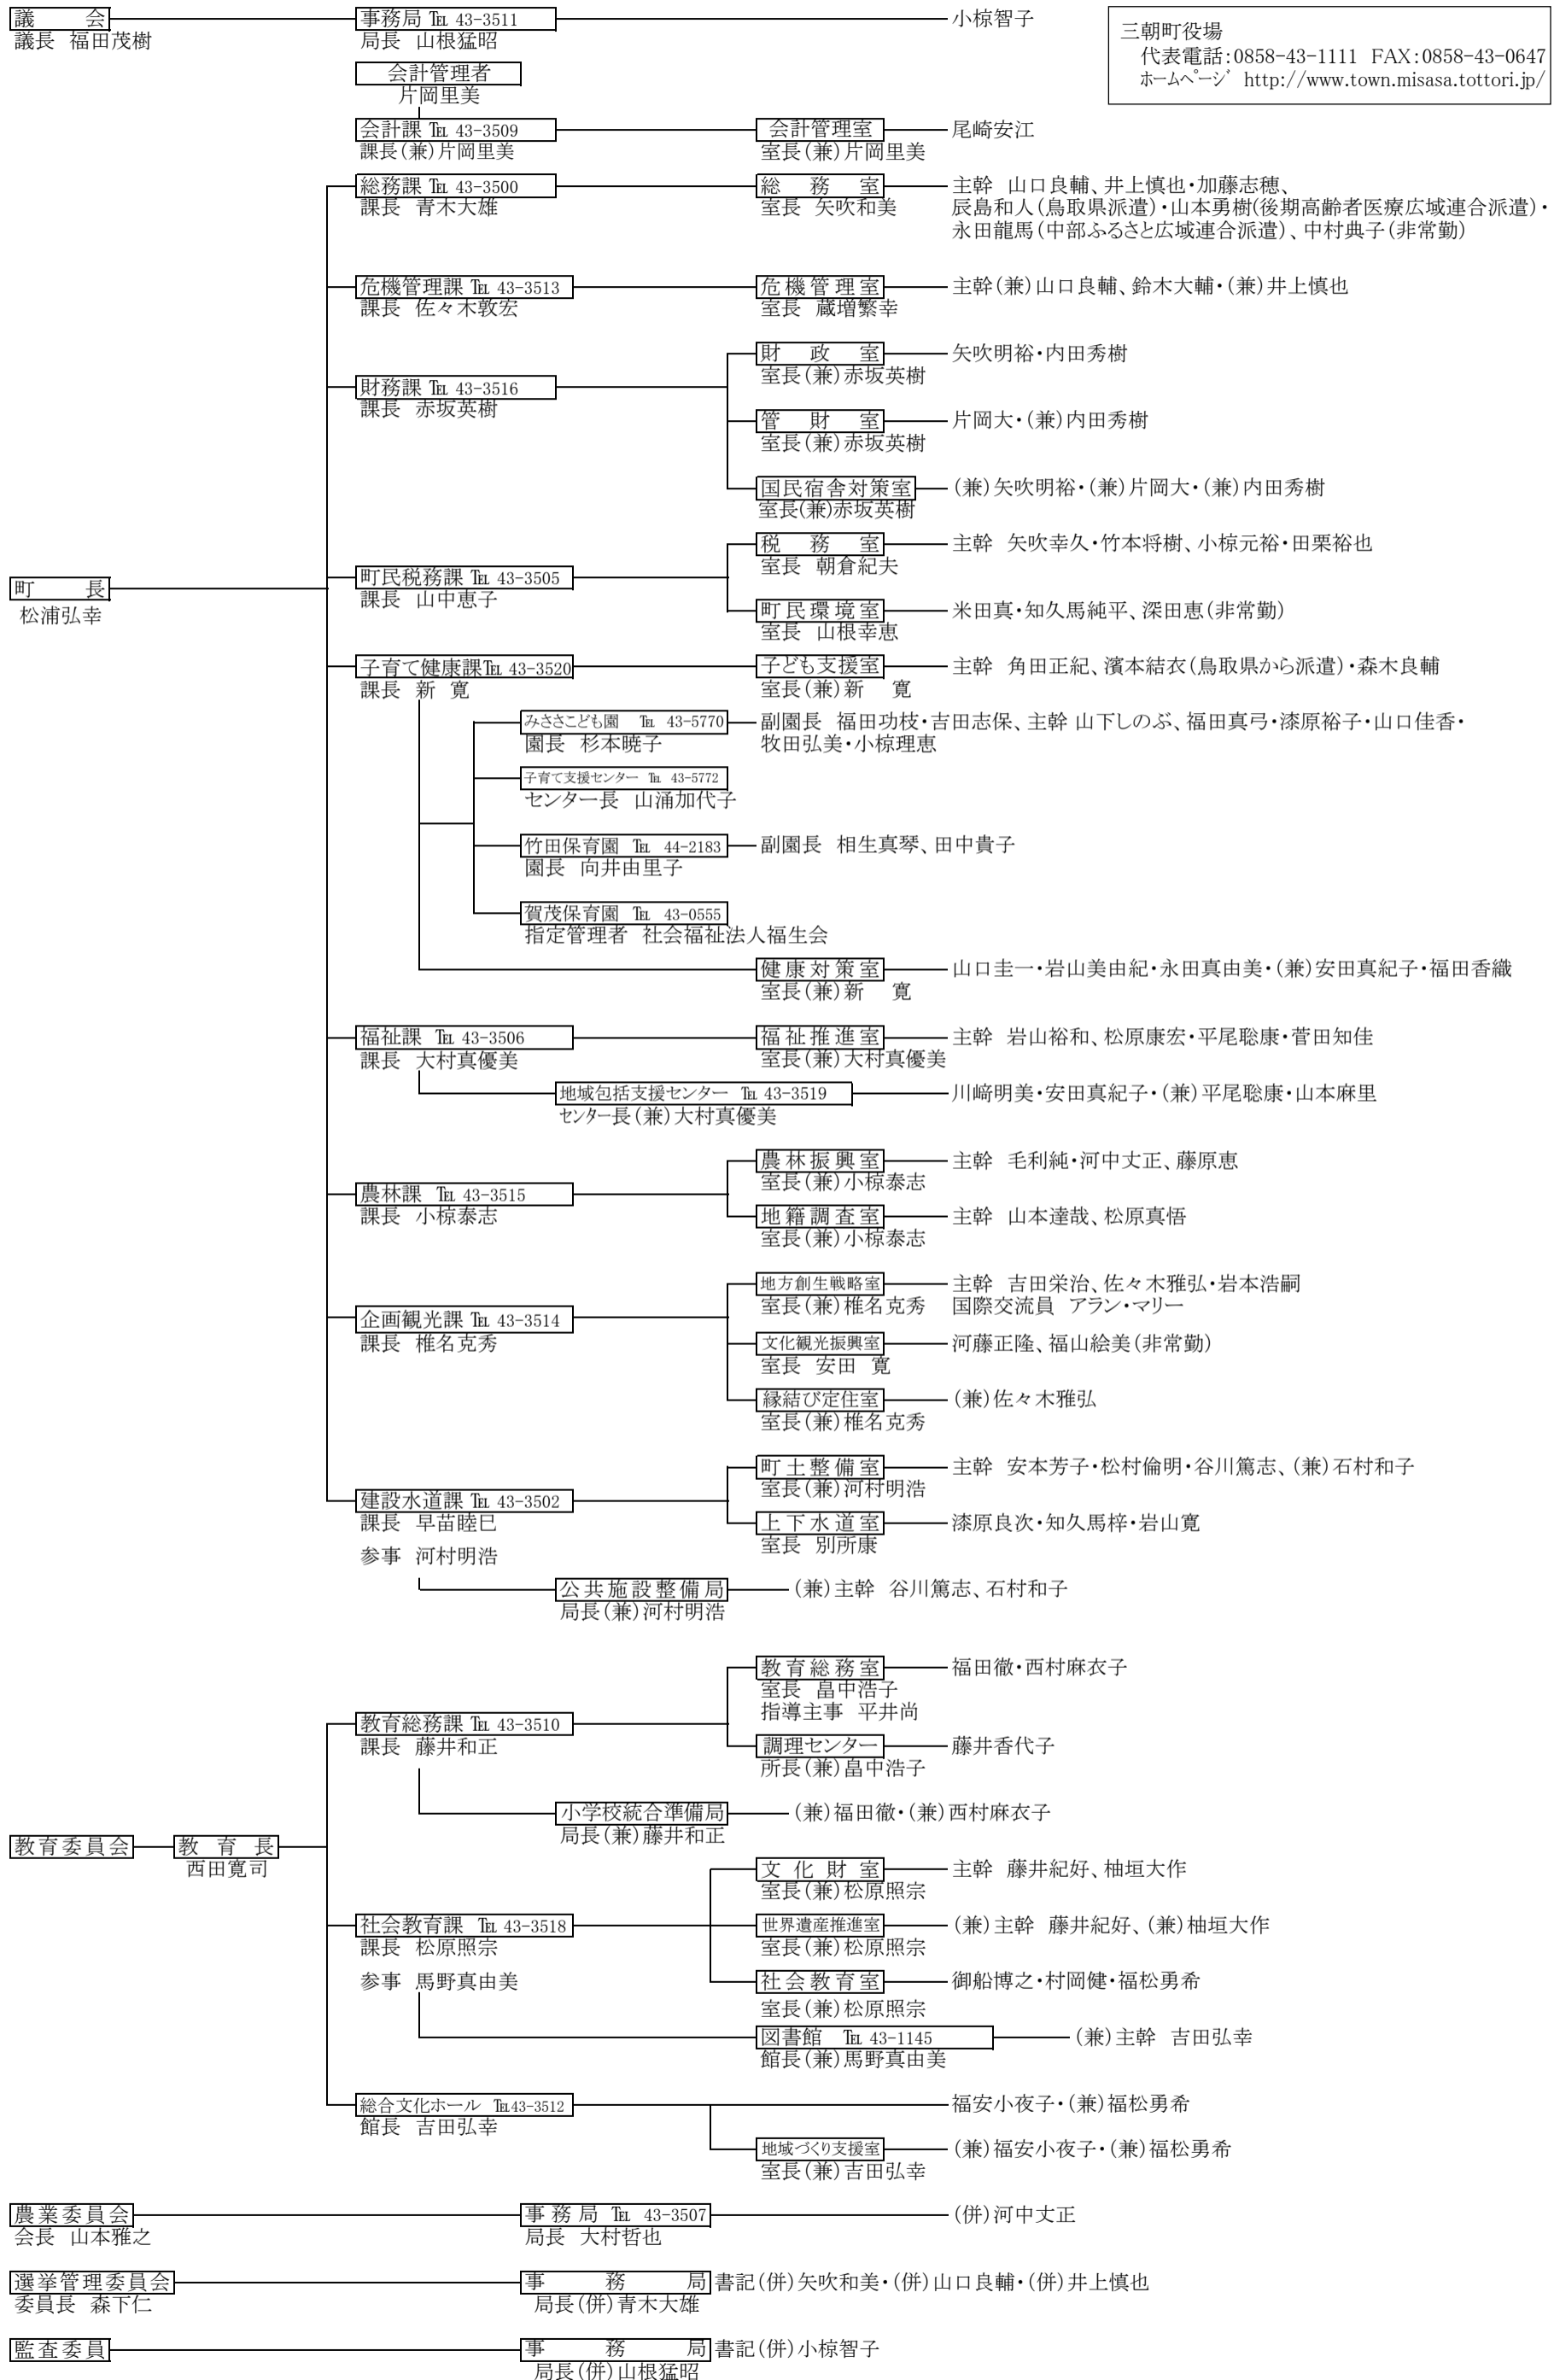 議　会　事務局 ℡ 43-3511　小椋智子
議長 福田茂樹　局長 山根猛昭
三朝町役場
代表電話：0858-43-1111 FAX：0858-43-0647
ﾎｰﾑﾍﾟｰｼﾞ http://www.town.misasa.tottori.jp/
会計管理者
片岡里美
会計課 ℡ 43-3509　会計管理室　尾崎安江
課長（兼）片岡里美　室長（兼）片岡里美
総務課 ℡ 43-3500　総務室　主幹 山口良輔、井上慎也・加藤志穂、
課長 青木大雄　室長 矢吹和美　辰島和人（鳥取県派遣）・山本勇樹(後期高齢者医療広域連合派遣)・
永田龍馬（中部ふるさと広域連合派遣）、中村典子（非常勤）
危機管理課 ℡ 43-3513　危機管理室　主幹（兼）山口良輔、鈴木大輔・（兼）井上慎也
課長 佐々木敦宏　室長 蔵増繁幸
財政室　矢吹明裕・内田秀樹
室長（兼）赤坂英樹
財務課 ℡ 43-3516
課長 赤坂英樹
管財室　片岡大・（兼）内田秀樹
室長（兼）赤坂英樹
国民宿舎対策室　（兼）矢吹明裕・（兼）片岡大・（兼）内田秀樹
室長(兼)赤坂英樹
税務室　主幹 矢吹幸久・竹本将樹、小椋元裕・田栗裕也
室長 朝倉紀夫
町　長　町民税務課 ℡ 43-3505
松浦弘幸　課長 山中恵子
町民環境室　米田真・知久馬純平、深田恵（非常勤）
室長 山根幸恵
子育て健康課℡ 43-3520　子ども支援室　主幹 角田正紀、濱本結衣（鳥取県から派遣）・森木良輔
課長 新 寛　室長（兼）新 寛
みささこども園 ℡ 43-5770　副園長 福田功枝・吉田志保、主幹 山下しのぶ、福田真弓・漆原裕子・山口佳香・
園長 杉本暁子　牧田弘美・小椋理恵
子育て支援センター ℡ 43-5772
センター長 山涌加代子
竹田保育園 ℡ 44-2183　副園長 相生真琴、田中貴子
園長 向井由里子
賀茂保育園 ℡ 43-0555
指定管理者 社会福祉法人福生会
健康対策室　山口圭一・岩山美由紀・永田真由美・（兼）安田真紀子・福田香織
室長（兼）新 寛
福祉課 ℡ 43-3506　福祉推進室　主幹 岩山裕和、松原康宏・平尾聡康・菅田知佳
課長 大村真優美　室長（兼）大村真優美
地域包括支援センター ℡ 43-3519　川﨑明美・安田真紀子・（兼）平尾聡康・山本麻里
ｾﾝﾀｰ長（兼）大村真優美
農林振興室　主幹 毛利純・河中丈正、藤原恵
室長（兼）小椋泰志
農林課 ℡ 43-3515
課長 小椋泰志
地籍調査室　主幹 山本達哉、松原真悟
室長（兼）小椋泰志
地方創生戦略室　主幹 吉田栄治、佐々木雅弘・岩本浩嗣
室長（兼）椎名克秀　国際交流員 アラン・マリー
企画観光課 ℡ 43-3514
課長 椎名克秀
文化観光振興室　河藤正隆、福山絵美（非常勤）
室長 安田 寛
縁結び定住室　（兼）佐々木雅弘
室長（兼）椎名克秀
町土整備室　主幹 安本芳子・松村倫明・谷川篤志、（兼）石村和子
室長（兼）河村明浩
建設水道課 ℡ 43-3502
課長 早苗睦巳
上下水道室　漆原良次・知久馬梓・岩山寛
室長 別所康
参事 河村明浩
公共施設整備局　（兼）主幹 谷川篤志、石村和子
局長（兼）河村明浩
教育総務室　福田徹・西村麻衣子
室長 畠中浩子
指導主事 平井尚
教育総務課 ℡ 43-3510
課長 藤井和正
調理センター　藤井香代子
所長（兼）畠中浩子
小学校統合準備局　（兼）福田徹・（兼）西村麻衣子
局長（兼）藤井和正
教育委員会　教育長
西田寛司
文化財室　主幹 藤井紀好、柚垣大作
室長（兼）松原照宗
社会教育課 ℡ 43-3518　世界遺産推進室　（兼）主幹 藤井紀好、（兼）柚垣大作
課長 松原照宗　室長（兼）松原照宗
参事 馬野真由美　社会教育室　御船博之・村岡健・福松勇希
室長（兼）松原照宗
図書館 ℡ 43-1145　（兼）主幹 吉田弘幸
館長（兼）馬野真由美
総合文化ホール ℡43-3512　福安小夜子・（兼）福松勇希
館長 吉田弘幸
地域づくり支援室　（兼）福安小夜子・（兼）福松勇希
室長（兼）吉田弘幸
農業委員会　事務局 ℡ 43-3507　（併）河中丈正
会長 山本雅之　局長 大村哲也
選挙管理委員会　事務局　書記（併）矢吹和美・（併）山口良輔・（併）井上慎也
委員長 森下仁　局長（併）青木大雄
監査委員　事務局　書記（併）小椋智子
局長（併）山根猛昭